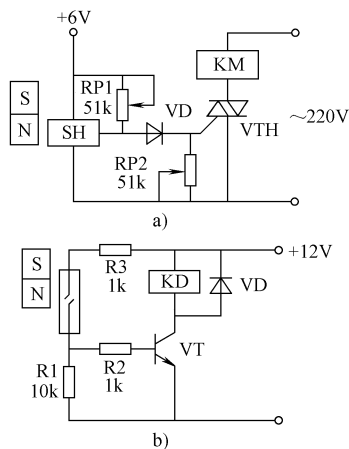 +6V
RP1
51k
KM
S
N
SH
VD
VTH
～220V
RP2
51k
a)
S
N
R3
1k
+12V
KD
VD
R1
10k
R2
1k
VT
b)